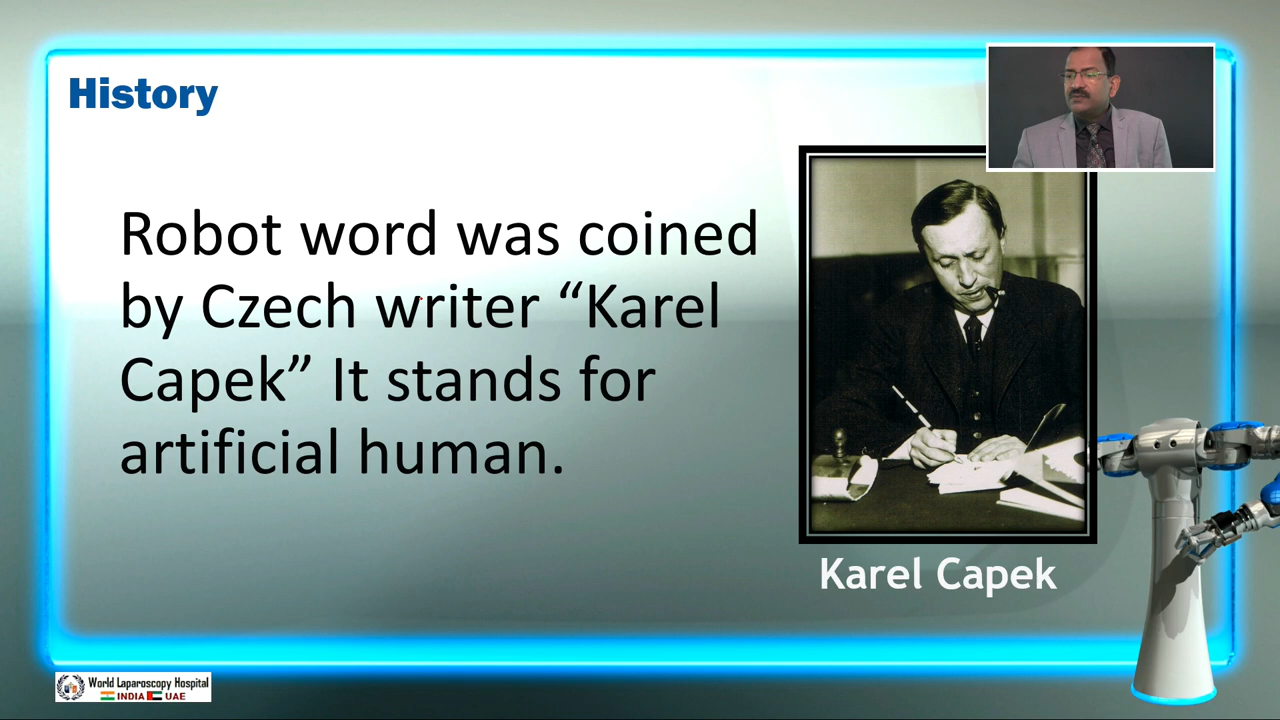 History
Robot word was coined
by Czech writer “Karel
Capek” It stands for
artificial human.
Karel Capek
World Laparoscopy Hospital
INDIA UAE